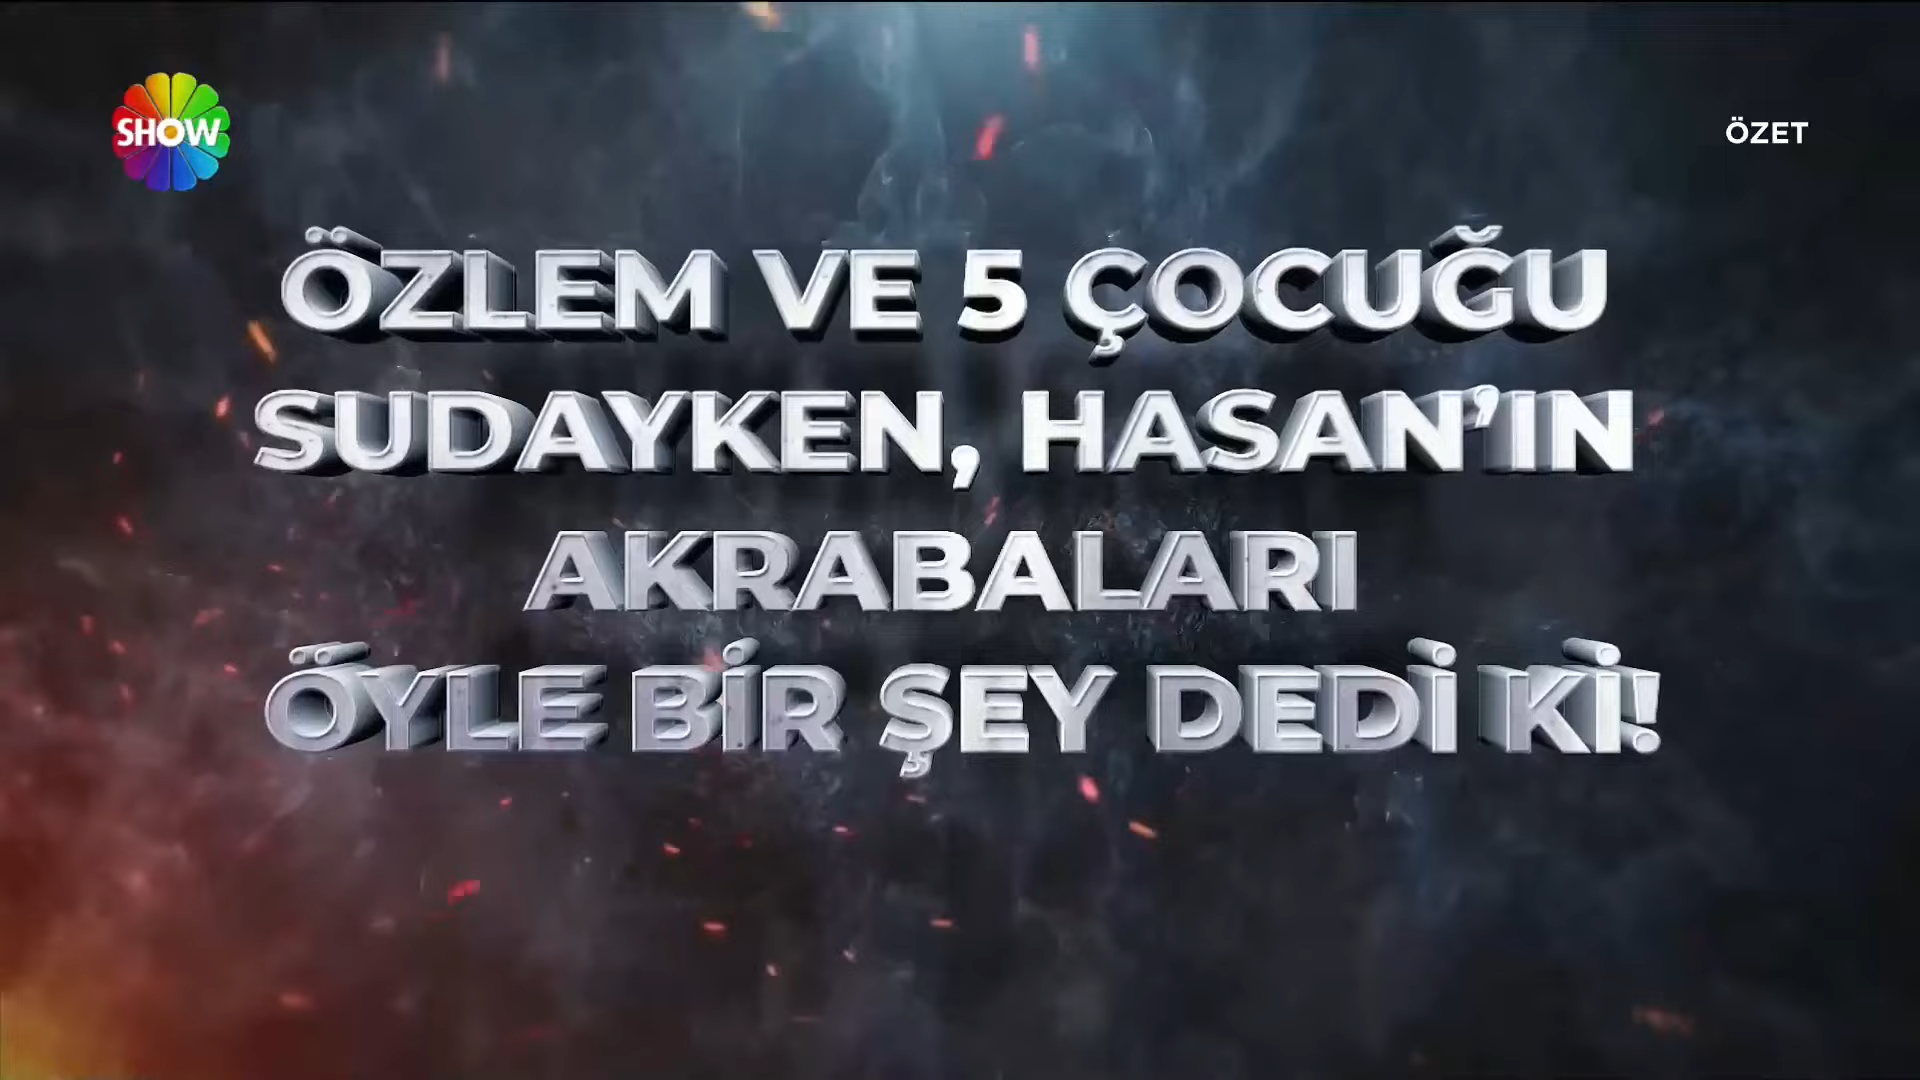 SHOW
ÖZET
ÖZLEM VE 5 ÇOCUĞU
SUDAYKEN, HASAN'IN
AKRABALARI
ÖYLE BİR ŞEY DEDİ Kİ!